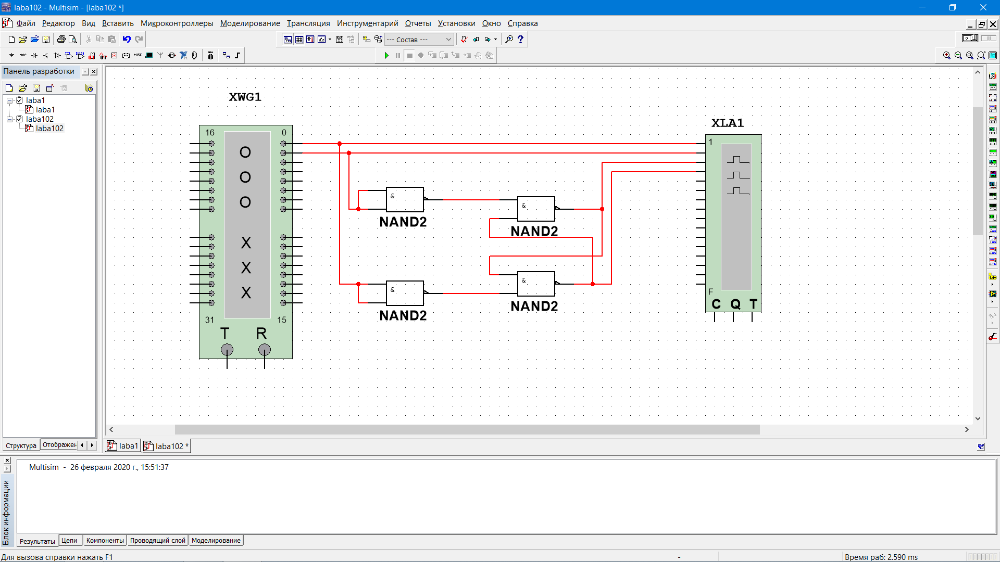 laba102 - Multisim - [laba102 *]
Файл Редактор Вид Вставить Микроконтроллеры Моделирование Трансляция Инструментарий Отчеты Установки Окно Справка
--- Состав ---
MISC
Панель разработки
laba1
laba1
laba102
laba102
Структура Отображен
XWG1
16 0
O
O
O
X
X
X
31 15
T R
&
NAND2
&
NAND2
&
NAND2
&
NAND2
XLA1
1
F
C Q T
laba1 laba102 *
Multisim - 26 февраля 2020 г., 15:51:37
Блок информации
Результаты Цепи Компоненты Проводящий слой Моделирование
Для вызова справки нажать F1
-
Время раб: 2.590 ms